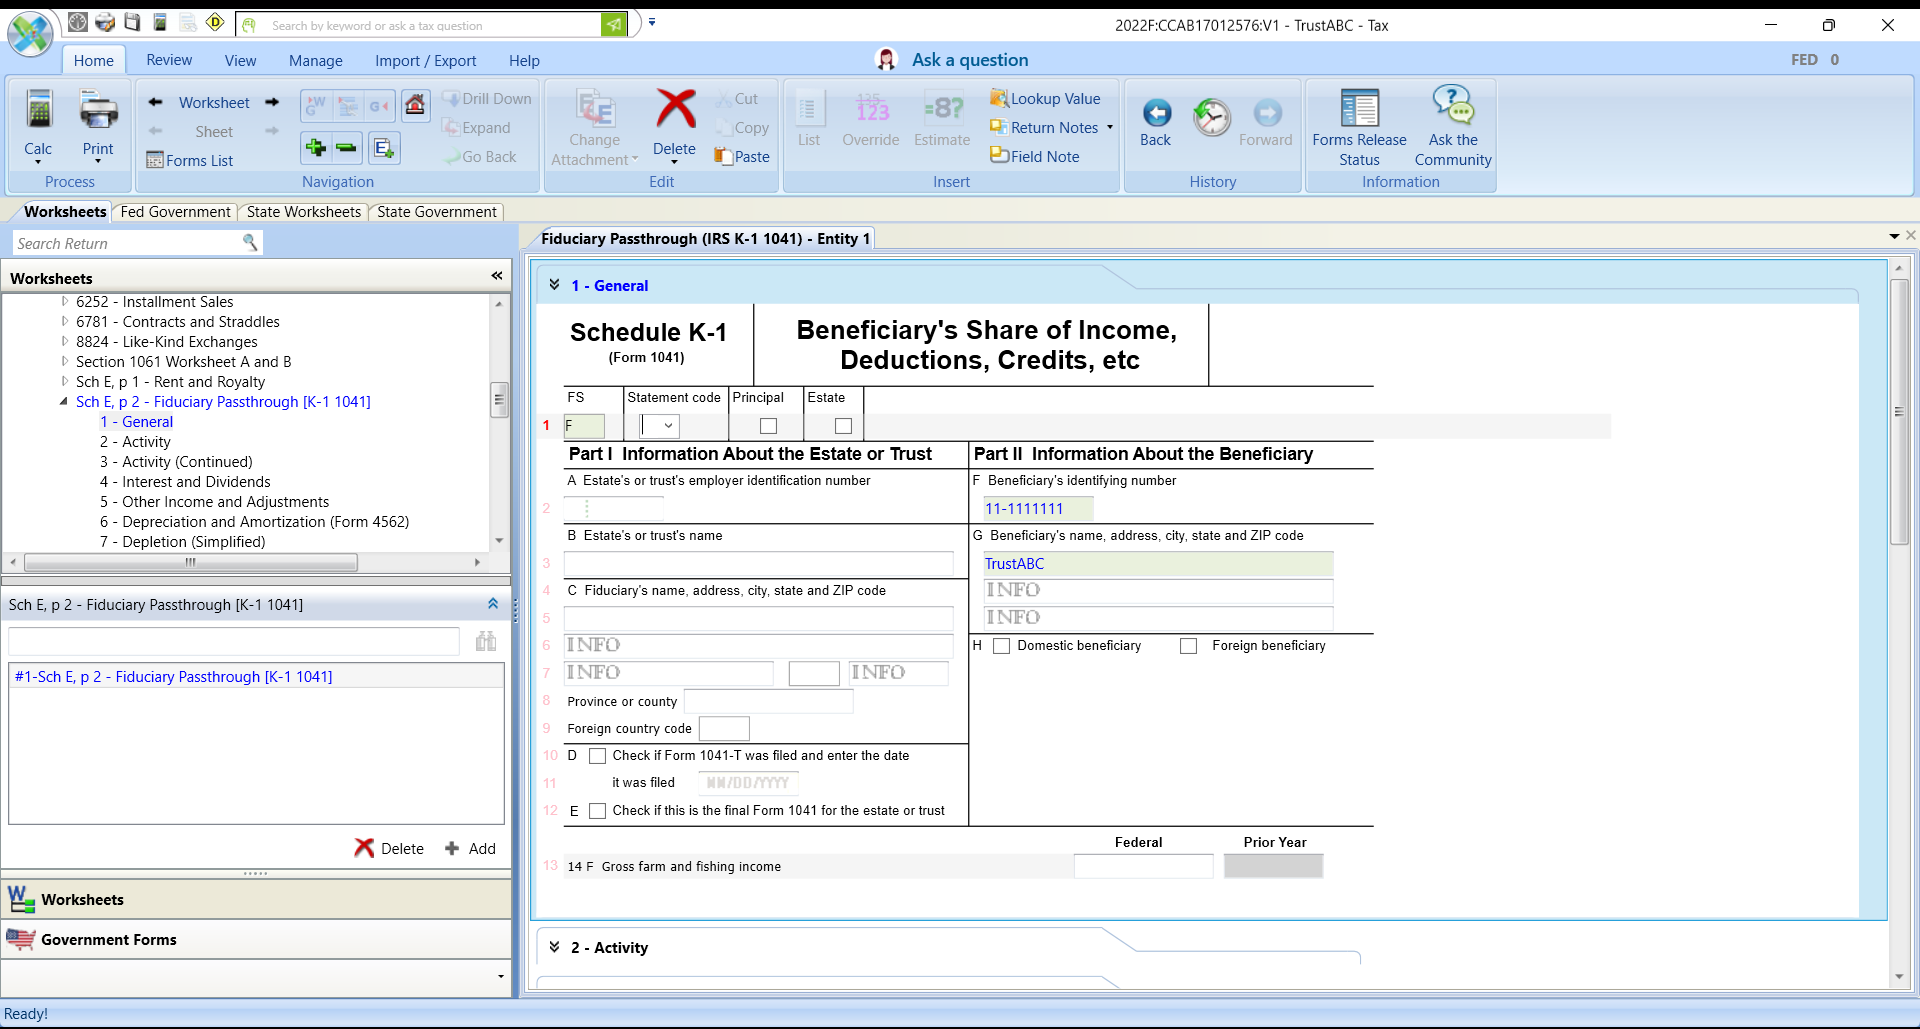 Search by keyword or ask a tax question
2022F:CCAB17012576:V1 - TrustABC - Tax
Home Review View Manage Import / Export Help
Ask a question
FED 0
Calc
Print
Process
Worksheet
Sheet
Forms List
Navigation
Drill Down
Expand
Go Back
Change Attachment
Delete
Cut
Copy
Paste
Edit
List
Override
Estimate
Lookup Value
Return Notes
Field Note
Insert
Back
Forward
History
Forms Release Status
Ask the Community
Information
Worksheets Fed Government State Worksheets State Government
Search Return
Worksheets
6252 - Installment Sales
6781 - Contracts and Straddles
8824 - Like-Kind Exchanges
Section 1061 Worksheet A and B
Sch E, p 1 - Rent and Royalty
Sch E, p 2 - Fiduciary Passthrough [K-1 1041]
1 - General
2 - Activity
3 - Activity (Continued)
4 - Interest and Dividends
5 - Other Income and Adjustments
6 - Depreciation and Amortization (Form 4562)
7 - Depletion (Simplified)
Sch E, p 2 - Fiduciary Passthrough [K-1 1041]
#1-Sch E, p 2 - Fiduciary Passthrough [K-1 1041]
Delete Add
Worksheets
Government Forms
Ready!
Fiduciary Passthrough (IRS K-1 1041) - Entity 1
1 - General
Schedule K-1
(Form 1041)
Beneficiary's Share of Income,
Deductions, Credits, etc
FS Statement code Principal Estate
1 F
Part I Information About the Estate or Trust
Part II Information About the Beneficiary
A Estate's or trust's employer identification number
F Beneficiary's identifying number
2 11-1111111
B Estate's or trust's name
G Beneficiary's name, address, city, state and ZIP code
3 TrustABC
4 C Fiduciary's name, address, city, state and ZIP code INFO
5 INFO
6 INFO
H Domestic beneficiary Foreign beneficiary
7 INFO INFO
8 Province or county
9 Foreign country code
10 D Check if Form 1041-T was filed and enter the date
11 it was filed MM/DD/YYYY
12 E Check if this is the final Form 1041 for the estate or trust
Federal Prior Year
13 14 F Gross farm and fishing income
2 - Activity